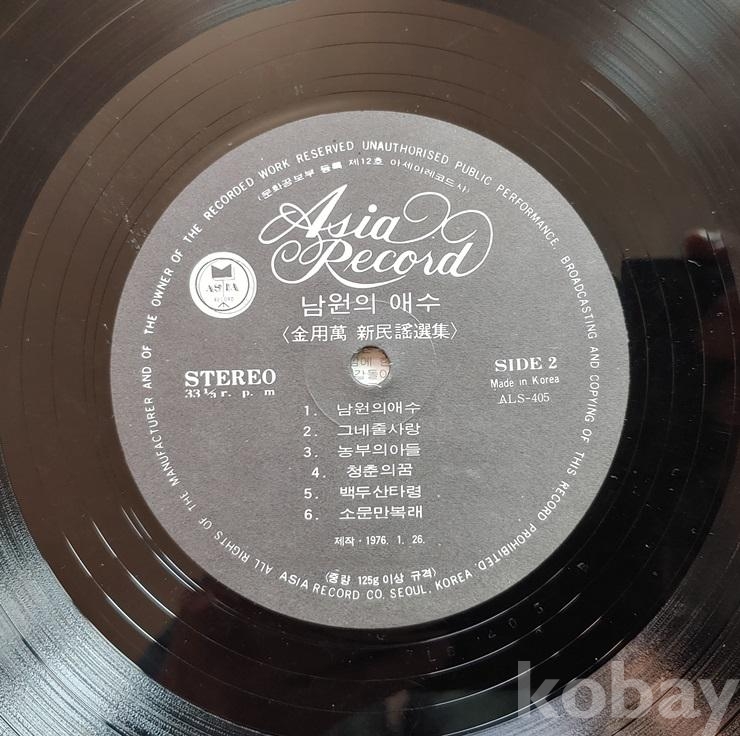 ALL RIGHTS OF THE MANUFACTURER AND OF THE OWNER OF THE RECORDED WORK RESERVED UNAUTHORISED PUBLIC PERFORMANCE, BROADCASTING AND COPYING OF THIS RECORD PROHIBITED.
(문화공보부 등록 제12호 아세아레코드사)
Asia
Record
ASIA
RECORD
남원의 애수
〈金用萬 新民謠選集〉
STEREO
33⅓ r. p. m
SIDE 2
Made in Korea
ALS-405
1. 남원의애수
2. 그네줄사랑
3. 농부의아들
4. 청춘의꿈
5. 백두산타령
6. 소문만복래
제작·1976. 1. 26.
(중량 125g 이상 규격)
ASIA RECORD CO. SEOUL, KOREA.
kobay